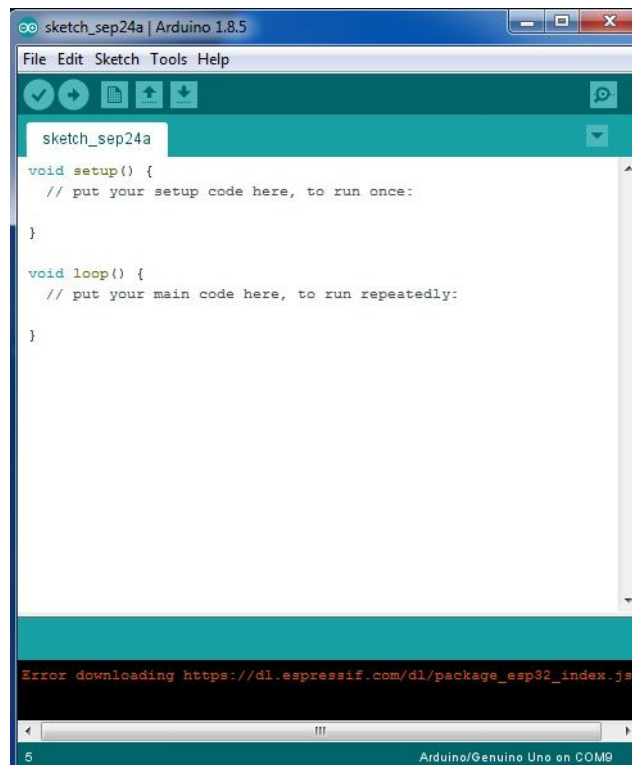 sketch_sep24a | Arduino 1.8.5
File Edit Sketch Tools Help
sketch_sep24a
void setup() {
// put your setup code here, to run once:
}
void loop() {
// put your main code here, to run repeatedly:
}
Error downloading https://dl.espressif.com/dl/package_esp32_index.js
5 Arduino/Genuino Uno on COM9